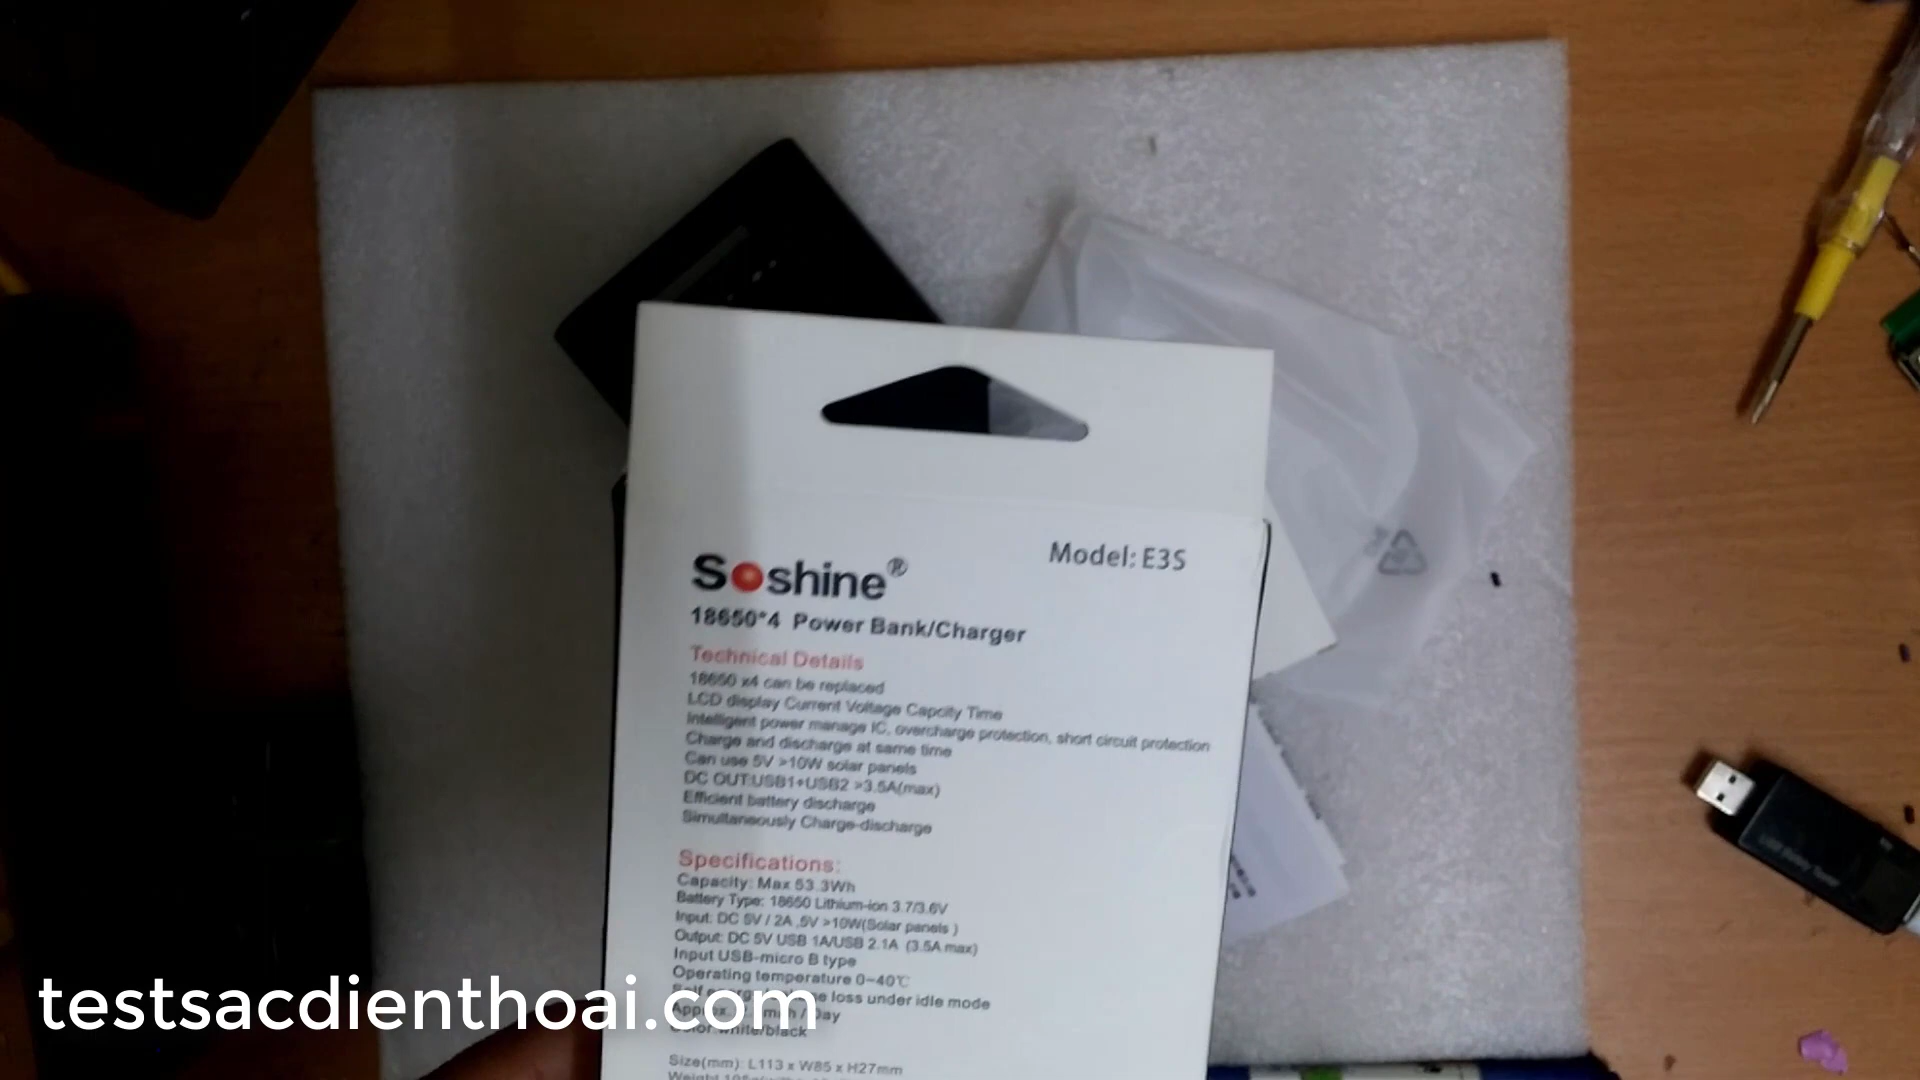 Soshine®
Model: E3S
18650*4 Power Bank/Charger
Technical Details
18650 x4 can be replaced
LCD display Current Voltage Capcity Time
Intelligent power manage IC, overcharge protection, short circuit protection
Charge and discharge at same time
Can use 5V >10W solar panels
DC OUT:USB1+USB2 >3.5A(max)
Efficient battery discharge
Simultaneously Charge-discharge
Specifications:
Capacity: Max 53.3Wh
Battery Type: 18650 Lithium-ion 3.7/3.6V
Input: DC 5V / 2A ,5V >10W(Solar panels )
Output: DC 5V USB 1A/USB 2.1A (3.5A max)
Input USB-micro B type
Operating temperature 0~40℃
loss under idle mode
Day
Color: white/black
Size(mm): L113 x W85 x H27mm
testsacdienthoai.com